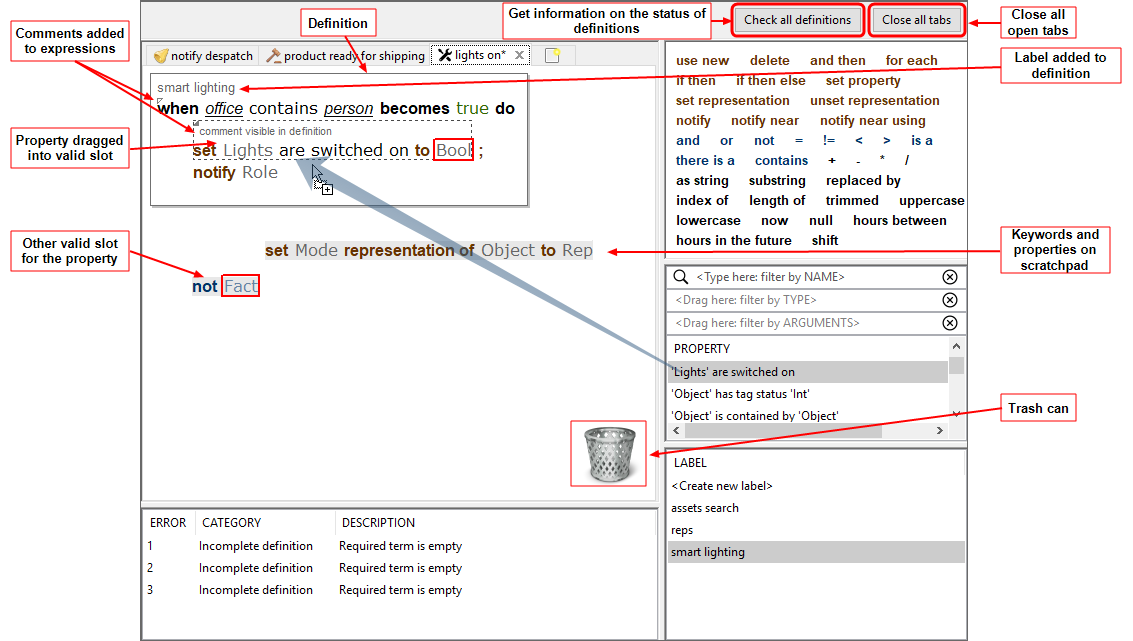 Comments added
to expressions
Definition
Get information on the status of
definitions
Check all definitions
Close all tabs
Close all
open tabs
notify despatch
product ready for shipping
lights on*
Label added to
definition
smart lighting
when office contains person becomes true do
comment visible in definition
set Lights are switched on to Bool ;
notify Role
Property dragged
into valid slot
Other valid slot
for the property
set Mode representation of Object to Rep
not Fact
use new delete and then for each
if then if then else set property
set representation unset representation
notify notify near notify near using
and or not = != < > is a
there is a contains + - * /
as string substring replaced by
index of length of trimmed uppercase
lowercase now null hours between
hours in the future shift
Keywords and
properties on
scratchpad
<Type here: filter by NAME>
<Drag here: filter by TYPE>
<Drag here: filter by ARGUMENTS>
PROPERTY
'Lights' are switched on
'Object' has tag status 'Int'
'Object' is contained by 'Object'
Trash can
LABEL
<Create new label>
assets search
reps
smart lighting
ERROR CATEGORY DESCRIPTION
1 Incomplete definition Required term is empty
2 Incomplete definition Required term is empty
3 Incomplete definition Required term is empty